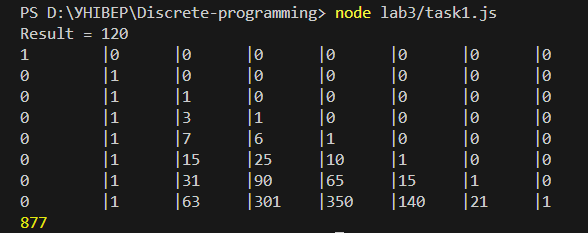 PS D:\УНІВЕР\Discrete-programming> node lab3/task1.js
Result = 120
1 |0 |0 |0 |0 |0 |0 |0
0 |1 |0 |0 |0 |0 |0 |0
0 |1 |1 |0 |0 |0 |0 |0
0 |1 |3 |1 |0 |0 |0 |0
0 |1 |7 |6 |1 |0 |0 |0
0 |1 |15 |25 |10 |1 |0 |0
0 |1 |31 |90 |65 |15 |1 |0
0 |1 |63 |301 |350 |140 |21 |1
877